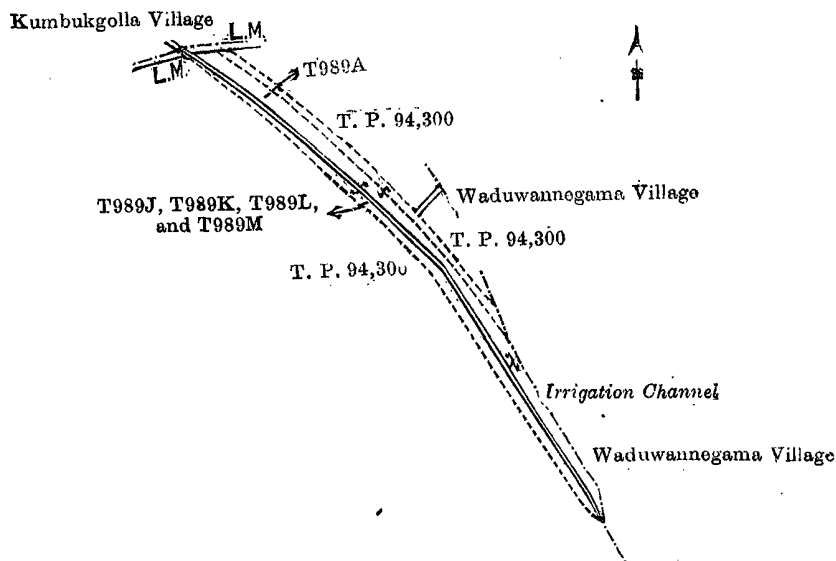 Kumbukgolla Village
L.M.
L.M.
T989A
T. P. 94,300
Waduwannegama Village
T989J, T989K, T989L,
and T989M
T. P. 94,300
T. P. 94,300
Irrigation Channel
Waduwannegama Village